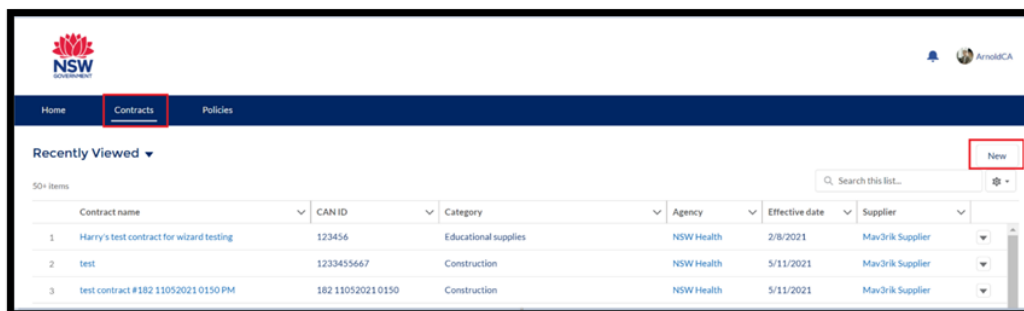 NSW
GOVERNMENT
ArnoldCA
Home Contracts Policies
Recently Viewed
New
50+ items
Search this list...
Contract name CAN ID Category Agency Effective date Supplier
1 Harry's test contract for wizard testing 123456 Educational supplies NSW Health 2/8/2021 Mav3rik Supplier
2 test 1233455667 Construction NSW Health 5/11/2021 Mav3rik Supplier
3 test contract #182 11052021 0150 PM 182 11052021 0150 Construction NSW Health 5/11/2021 Mav3rik Supplier